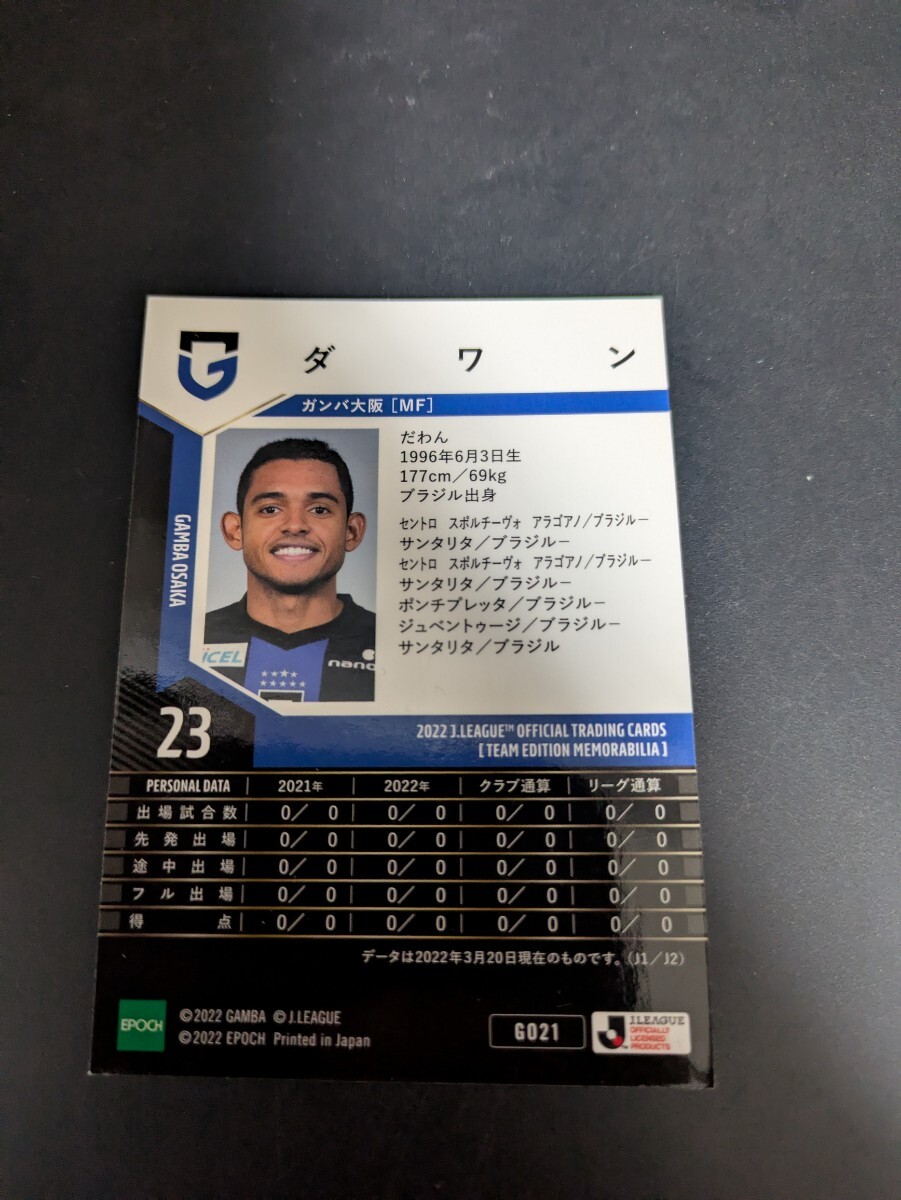 ダワン
ガンバ大阪［MF］
GAMBA OSAKA
だわん
1996年6月3日生
177cm／69kg
ブラジル出身
セントロ　スポルチーヴォ　アラゴアノ／ブラジルー
サンタリタ／ブラジルー
セントロ　スポルチーヴォ　アラゴアノ／ブラジルー
サンタリタ／ブラジルー
ポンチプレッタ／ブラジルー
ジュベントゥージ／ブラジルー
サンタリタ／ブラジル
iCEL
nano
23
2022 J.LEAGUE™ OFFICIAL TRADING CARDS
[ TEAM EDITION MEMORABILIA ]
PERSONAL DATA 2021年 2022年 クラブ通算 リーグ通算
出場試合数 0／ 0 0／ 0 0／ 0 0／ 0
先発出場 0／ 0 0／ 0 0／ 0 0／ 0
途中出場 0／ 0 0／ 0 0／ 0 0／ 0
フル出場 0／ 0 0／ 0 0／ 0 0／ 0
得点 0／ 0 0／ 0 0／ 0 0／ 0
データは2022年3月20日現在のものです。（J1／J2）
EPOCH
©2022 GAMBA © J.LEAGUE
©2022 EPOCH Printed in Japan
G021
J.LEAGUE
OFFICIALLY
LICENSED
PRODUCTS